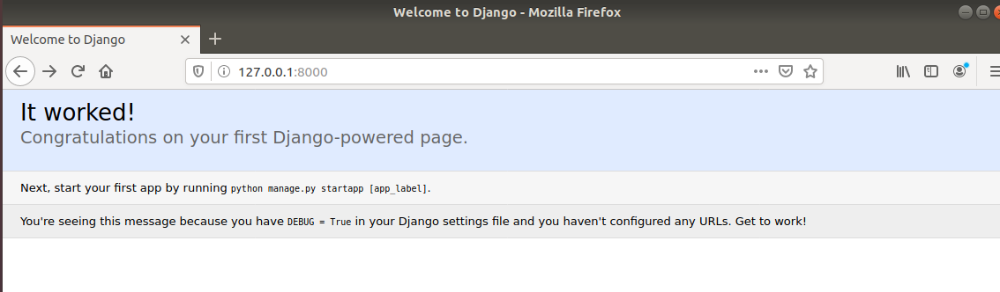 Welcome to Django - Mozilla Firefox
Welcome to Django
127.0.0.1:8000
It worked!
Congratulations on your first Django-powered page.
Next, start your first app by running python manage.py startapp [app_label].
You're seeing this message because you have DEBUG = True in your Django settings file and you haven't configured any URLs. Get to work!